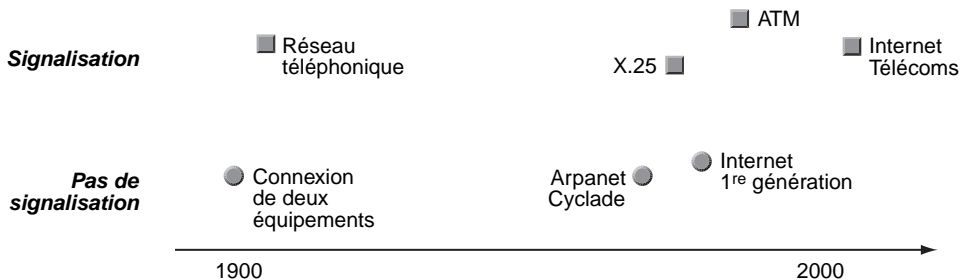 ATM
Signalisation
Réseau
téléphonique
X.25
Internet
Télécoms
Pas de
signalisation
Connexion
de deux
équipements
Arpanet
Cyclade
Internet
1re génération
1900
2000